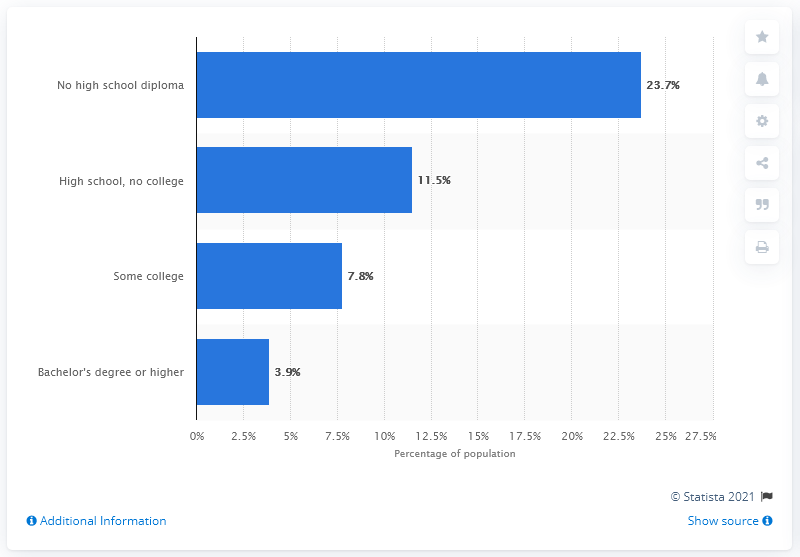 No high school diploma
23.7%
High school, no college
11.5%
Some college
7.8%
Bachelor's degree or higher
3.9%
0% 2.5% 5% 7.5% 10% 12.5% 15% 17.5% 20% 22.5% 25% 27.5%
Percentage of population
© Statista 2021
Additional Information
Show source